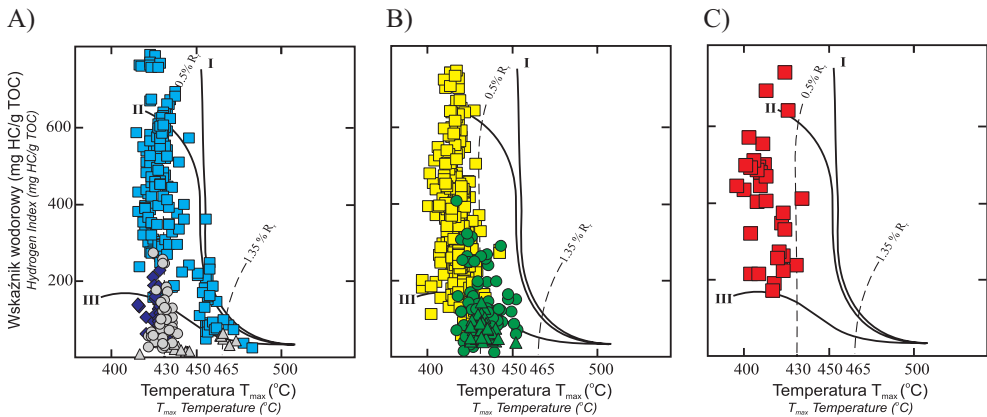 A)
B)
C)
Wskaźnik wodorowy (mg HC/g TOC)
Hydrogen Index (mg HC/g TOC)
600
400
200
I
II
III
0.5% Rᵣ
1.35 % Rᵣ
400
430
450
465
500
Temperatura Tmax (°C)
Tmax Temperature (°C)
I
II
III
0.5% Rᵣ
1.35 % Rᵣ
400
430
450
465
500
Temperatura Tmax (°C)
Tmax Temperature (°C)
I
II
III
0.5% Rᵣ
1.35 % Rᵣ
400
430
450
465
500
Temperatura Tmax (°C)
Tmax Temperature (°C)